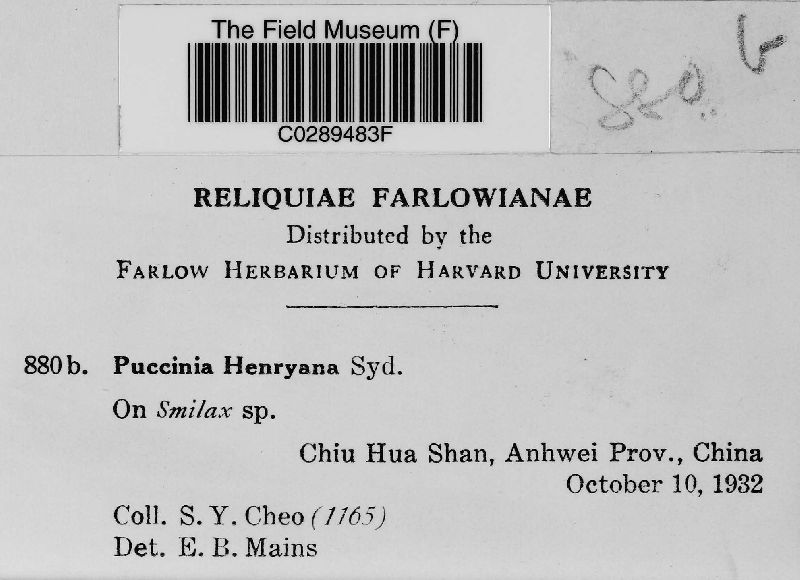 The Field Museum (F)
C0289483F
880 b
RELIQUIAE FARLOWIANAE
Distributed by the
FARLOW HERBARIUM OF HARVARD UNIVERSITY
880 b. Puccinia Henryana Syd.
On Smilax sp.
Chiu Hua Shan, Anhwei Prov., China
October 10, 1932
Coll. S. Y. Cheo (1165)
Det. E. B. Mains